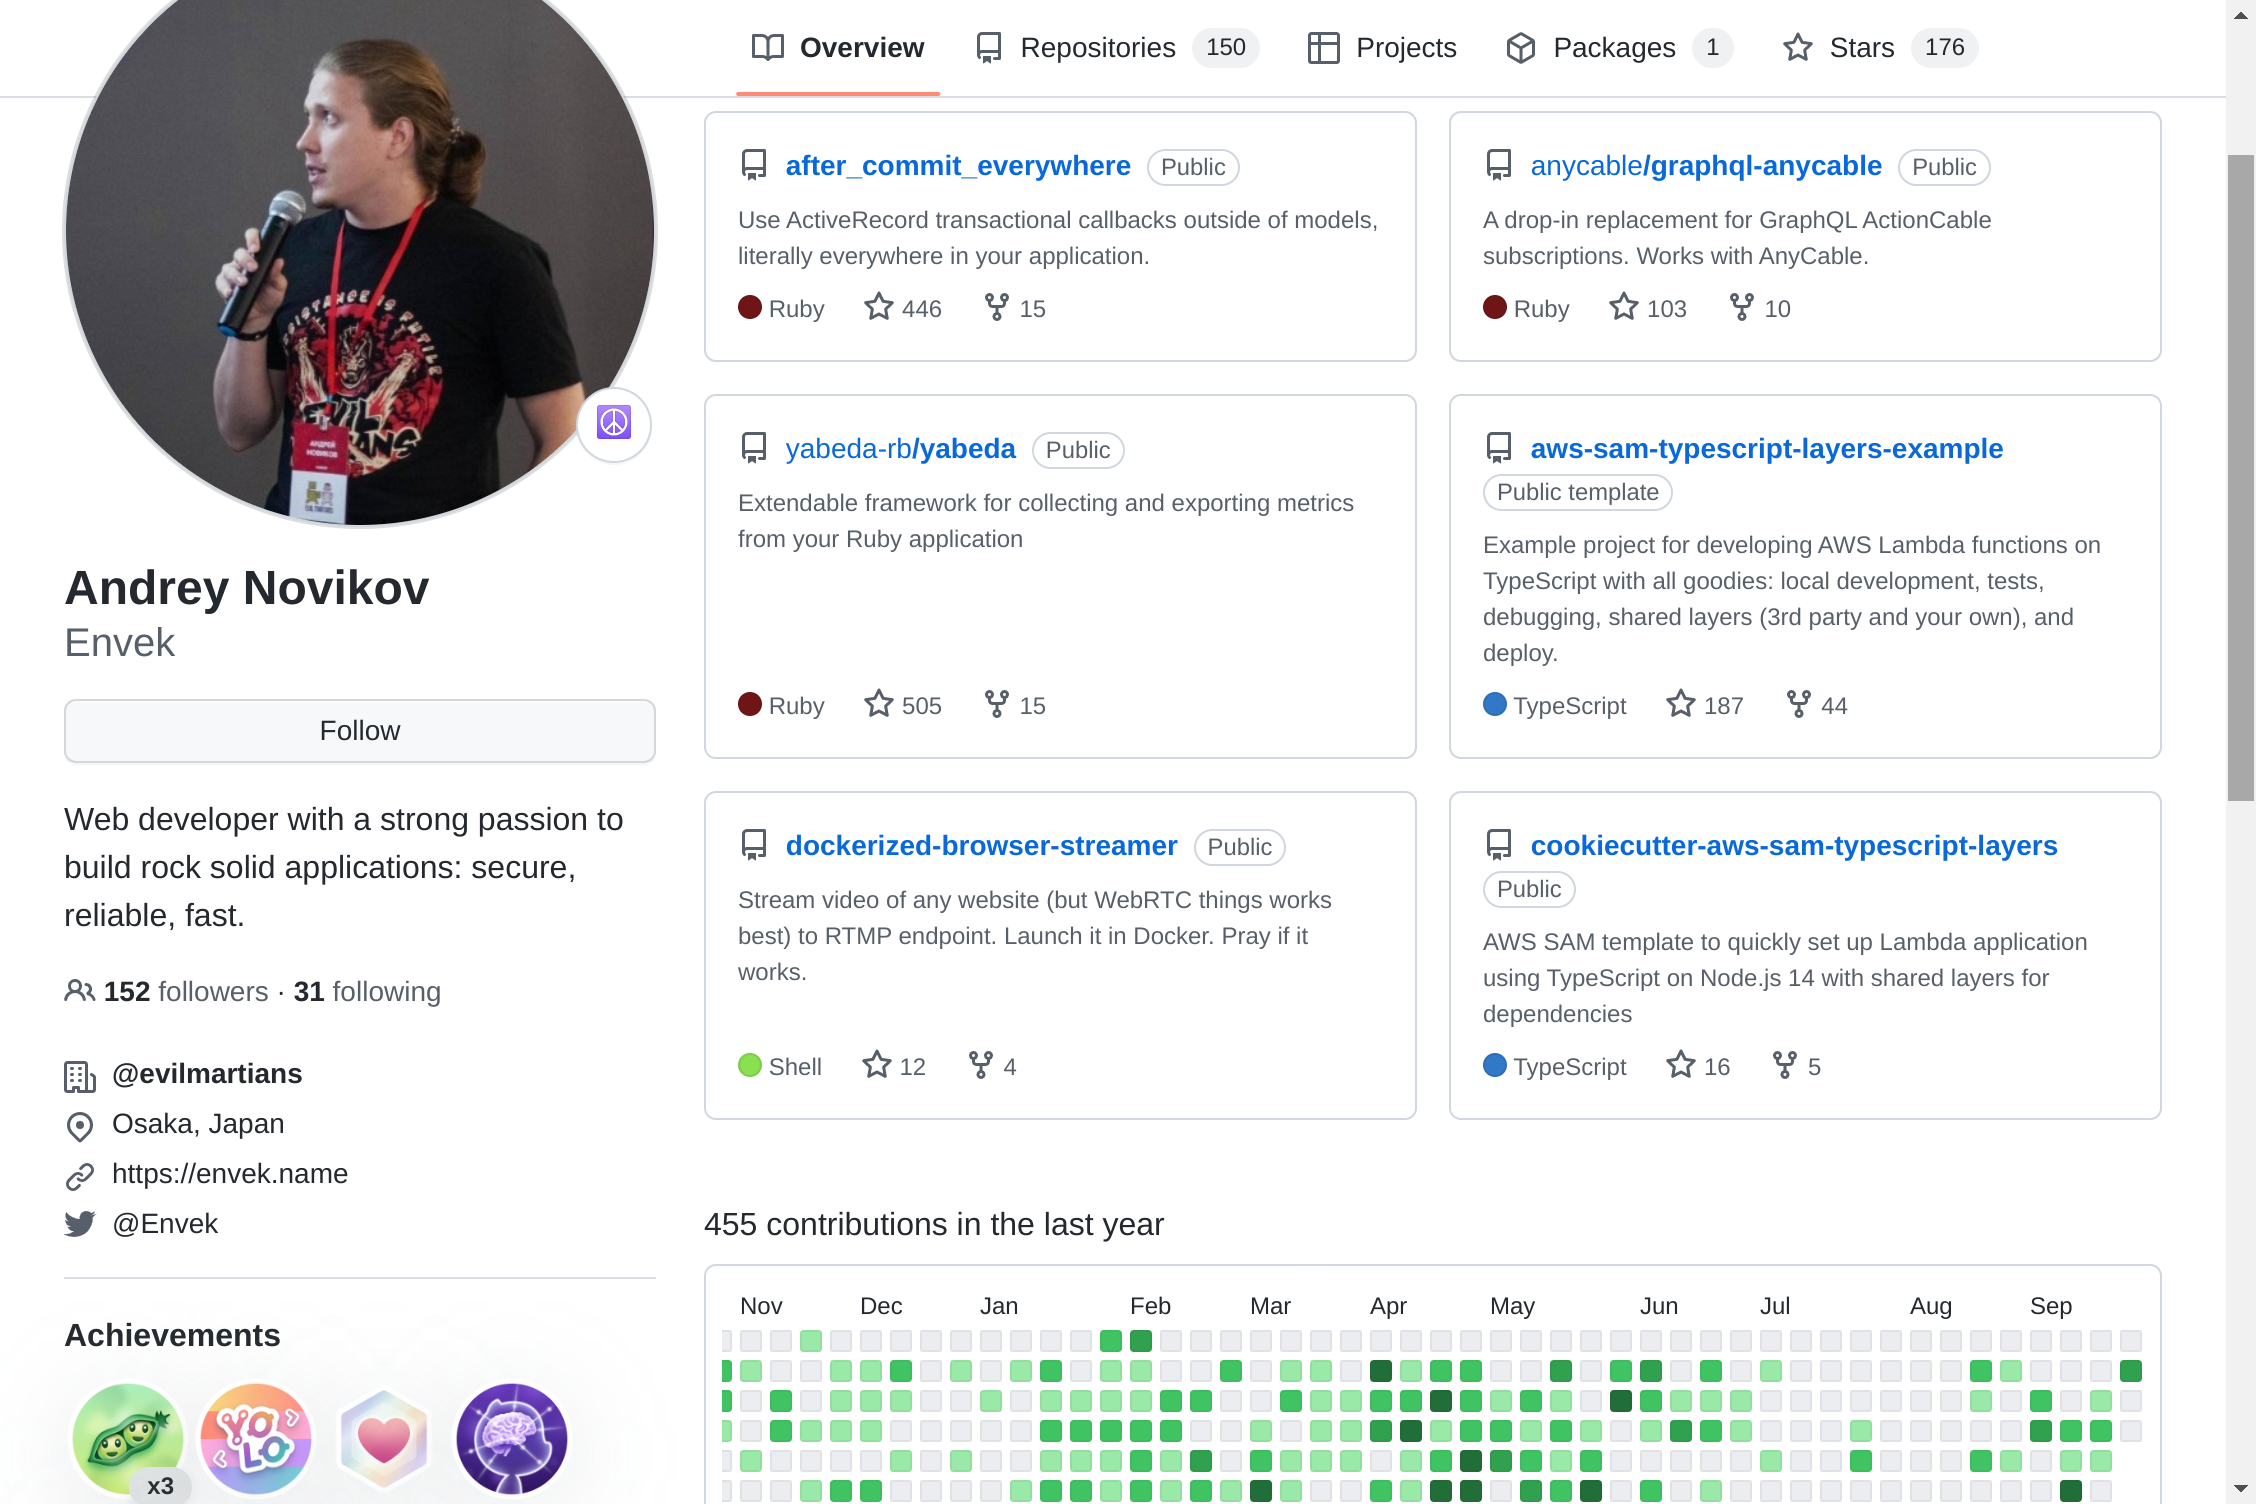 Overview
Repositories 150
Projects
Packages 1
Stars 176
RESISTANCE IS FUTILE
EVIL
MARTIANS
АНДРЕЙ
НОВИКОВ
Andrey Novikov
Envek
Follow
Web developer with a strong passion to
build rock solid applications: secure,
reliable, fast.
152 followers · 31 following
@evilmartians
Osaka, Japan
https://envek.name
@Envek
Achievements
x3
YOLO
after_commit_everywhere Public
Use ActiveRecord transactional callbacks outside of models,
literally everywhere in your application.
Ruby 446 15
anycable/graphql-anycable Public
A drop-in replacement for GraphQL ActionCable
subscriptions. Works with AnyCable.
Ruby 103 10
yabeda-rb/yabeda Public
Extendable framework for collecting and exporting metrics
from your Ruby application
Ruby 505 15
aws-sam-typescript-layers-example
Public template
Example project for developing AWS Lambda functions on
TypeScript with all goodies: local development, tests,
debugging, shared layers (3rd party and your own), and
deploy.
TypeScript 187 44
dockerized-browser-streamer Public
Stream video of any website (but WebRTC things works
best) to RTMP endpoint. Launch it in Docker. Pray if it
works.
Shell 12 4
cookiecutter-aws-sam-typescript-layers
Public
AWS SAM template to quickly set up Lambda application
using TypeScript on Node.js 14 with shared layers for
dependencies
TypeScript 16 5
455 contributions in the last year
Nov Dec Jan Feb Mar Apr May Jun Jul Aug Sep